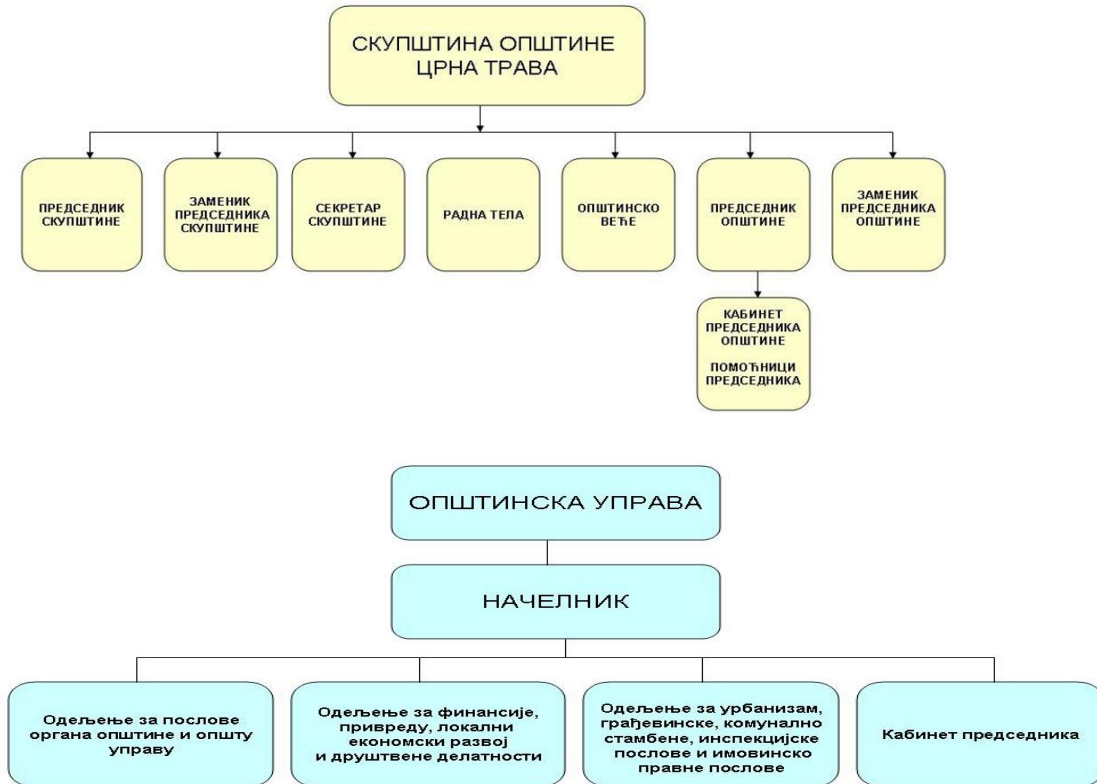 СКУПШТИНА ОПШТИНЕ
ЦРНА ТРАВА
ПРЕДСЕДНИК
СКУПШТИНЕ
ЗАМЕНИК
ПРЕДСЕДНИКА
СКУПШТИНЕ
СЕКРЕТАР
СКУПШТИНЕ
РАДНА ТЕЛА
ОПШТИНСКО
ВЕЋЕ
ПРЕДСЕДНИК
ОПШТИНЕ
ЗАМЕНИК
ПРЕДСЕДНИКА
ОПШТИНЕ
КАБИНЕТ
ПРЕДСЕДНИКА
ОПШТИНЕ
ПОМОЋНИЦИ
ПРЕДСЕДНИКА
ОПШТИНСКА УПРАВА
НАЧЕЛНИК
Одељење за послове
органа општине и општу
управу
Одељење за финансије,
привреду, локални
економски развој
и друштвене делатности
Одељење за урбанизам,
грађевинске, комунално
стамбене, инспекцијске
послове и имовинско
правне послове
Кабинет председника